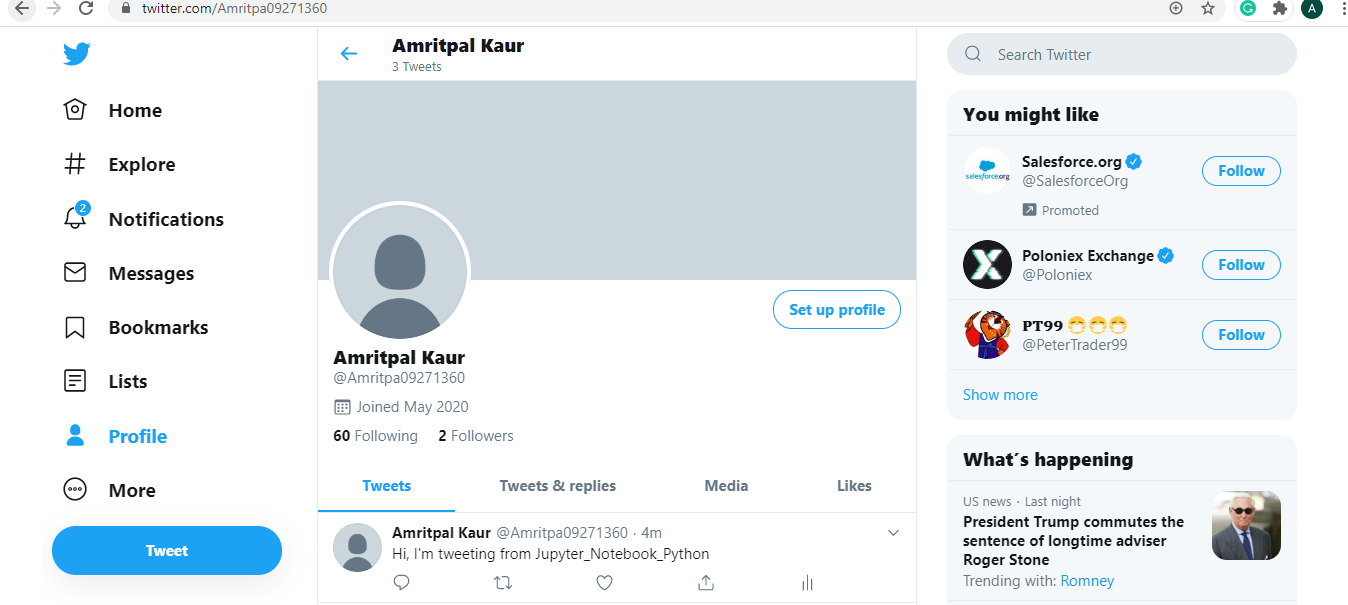 twitter.com/Amritpa09271360
A
Home
Explore
2
Notifications
Messages
Bookmarks
Lists
Profile
More
Tweet
Amritpal Kaur
3 Tweets
Set up profile
Amritpal Kaur
@Amritpa09271360
Joined May 2020
60 Following 2 Followers
Tweets Tweets & replies Media Likes
Amritpal Kaur @Amritpa09271360 · 4m
Hi, I'm tweeting from Jupyter_Notebook_Python
Search Twitter
You might like
salesforce.org
Salesforce.org
@SalesforceOrg
Follow
Promoted
Poloniex Exchange
@Poloniex
Follow
PT99 😷😷😷
@PeterTrader99
Follow
Show more
What´s happening
US news · Last night
President Trump commutes the
sentence of longtime adviser
Roger Stone
Trending with: Romney